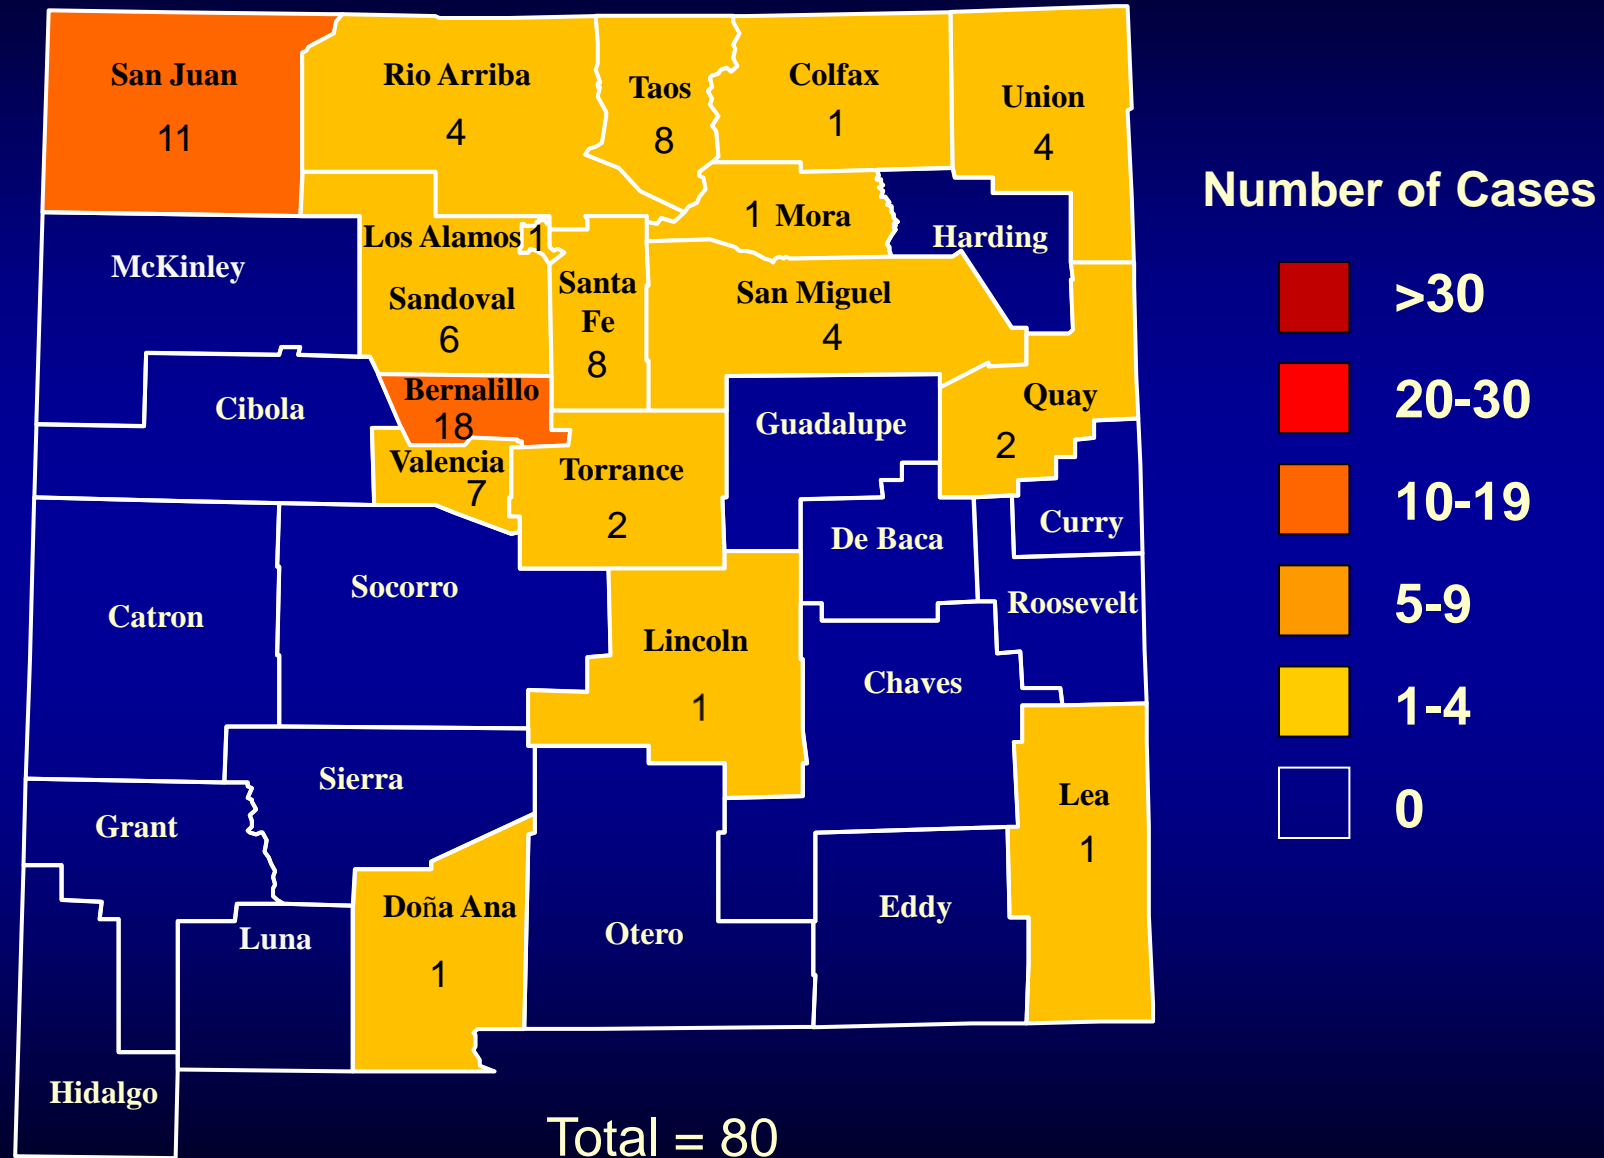 San Juan
11
Rio Arriba
4
Taos
8
Colfax
1
Union
4
McKinley
Los Alamos 1
Sandoval
6
Santa
Fe
8
1 Mora
Harding
San Miguel
4
Cibola
Bernalillo
18
Valencia
7
Torrance
2
Guadalupe
Quay
2
Curry
De Baca
Roosevelt
Catron
Socorro
Lincoln
1
Chaves
Sierra
Grant
Lea
1
Doña Ana
1
Luna
Otero
Eddy
Hidalgo
Total = 80
Number of Cases
>30
20-30
10-19
5-9
1-4
0